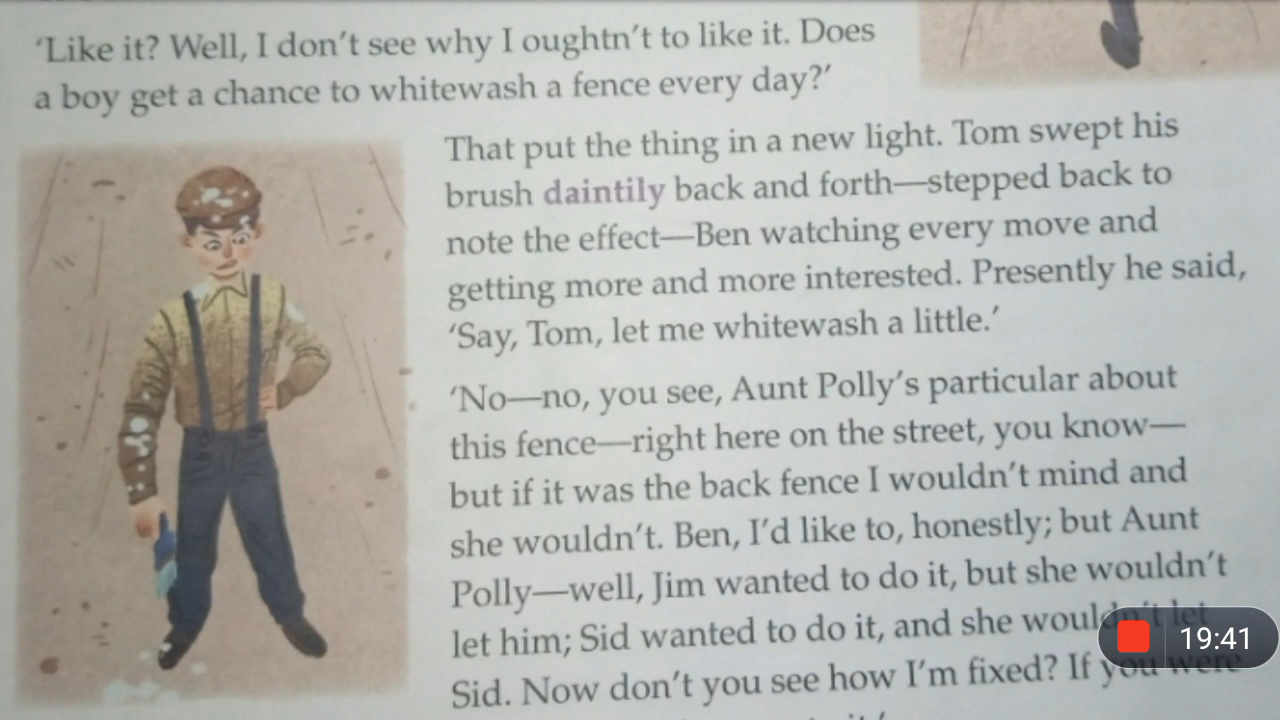 ‘Like it? Well, I don’t see why I oughtn’t to like it. Does
a boy get a chance to whitewash a fence every day?’
That put the thing in a new light. Tom swept his
brush daintily back and forth—stepped back to
note the effect—Ben watching every move and
getting more and more interested. Presently he said,
‘Say, Tom, let me whitewash a little.’
‘No—no, you see, Aunt Polly’s particular about
this fence—right here on the street, you know—
but if it was the back fence I wouldn’t mind and
she wouldn’t. Ben, I’d like to, honestly; but Aunt
Polly—well, Jim wanted to do it, but she wouldn’t
let him; Sid wanted to do it, and she wouldn’t let
Sid. Now don’t you see how I’m fixed? If you were
19:41